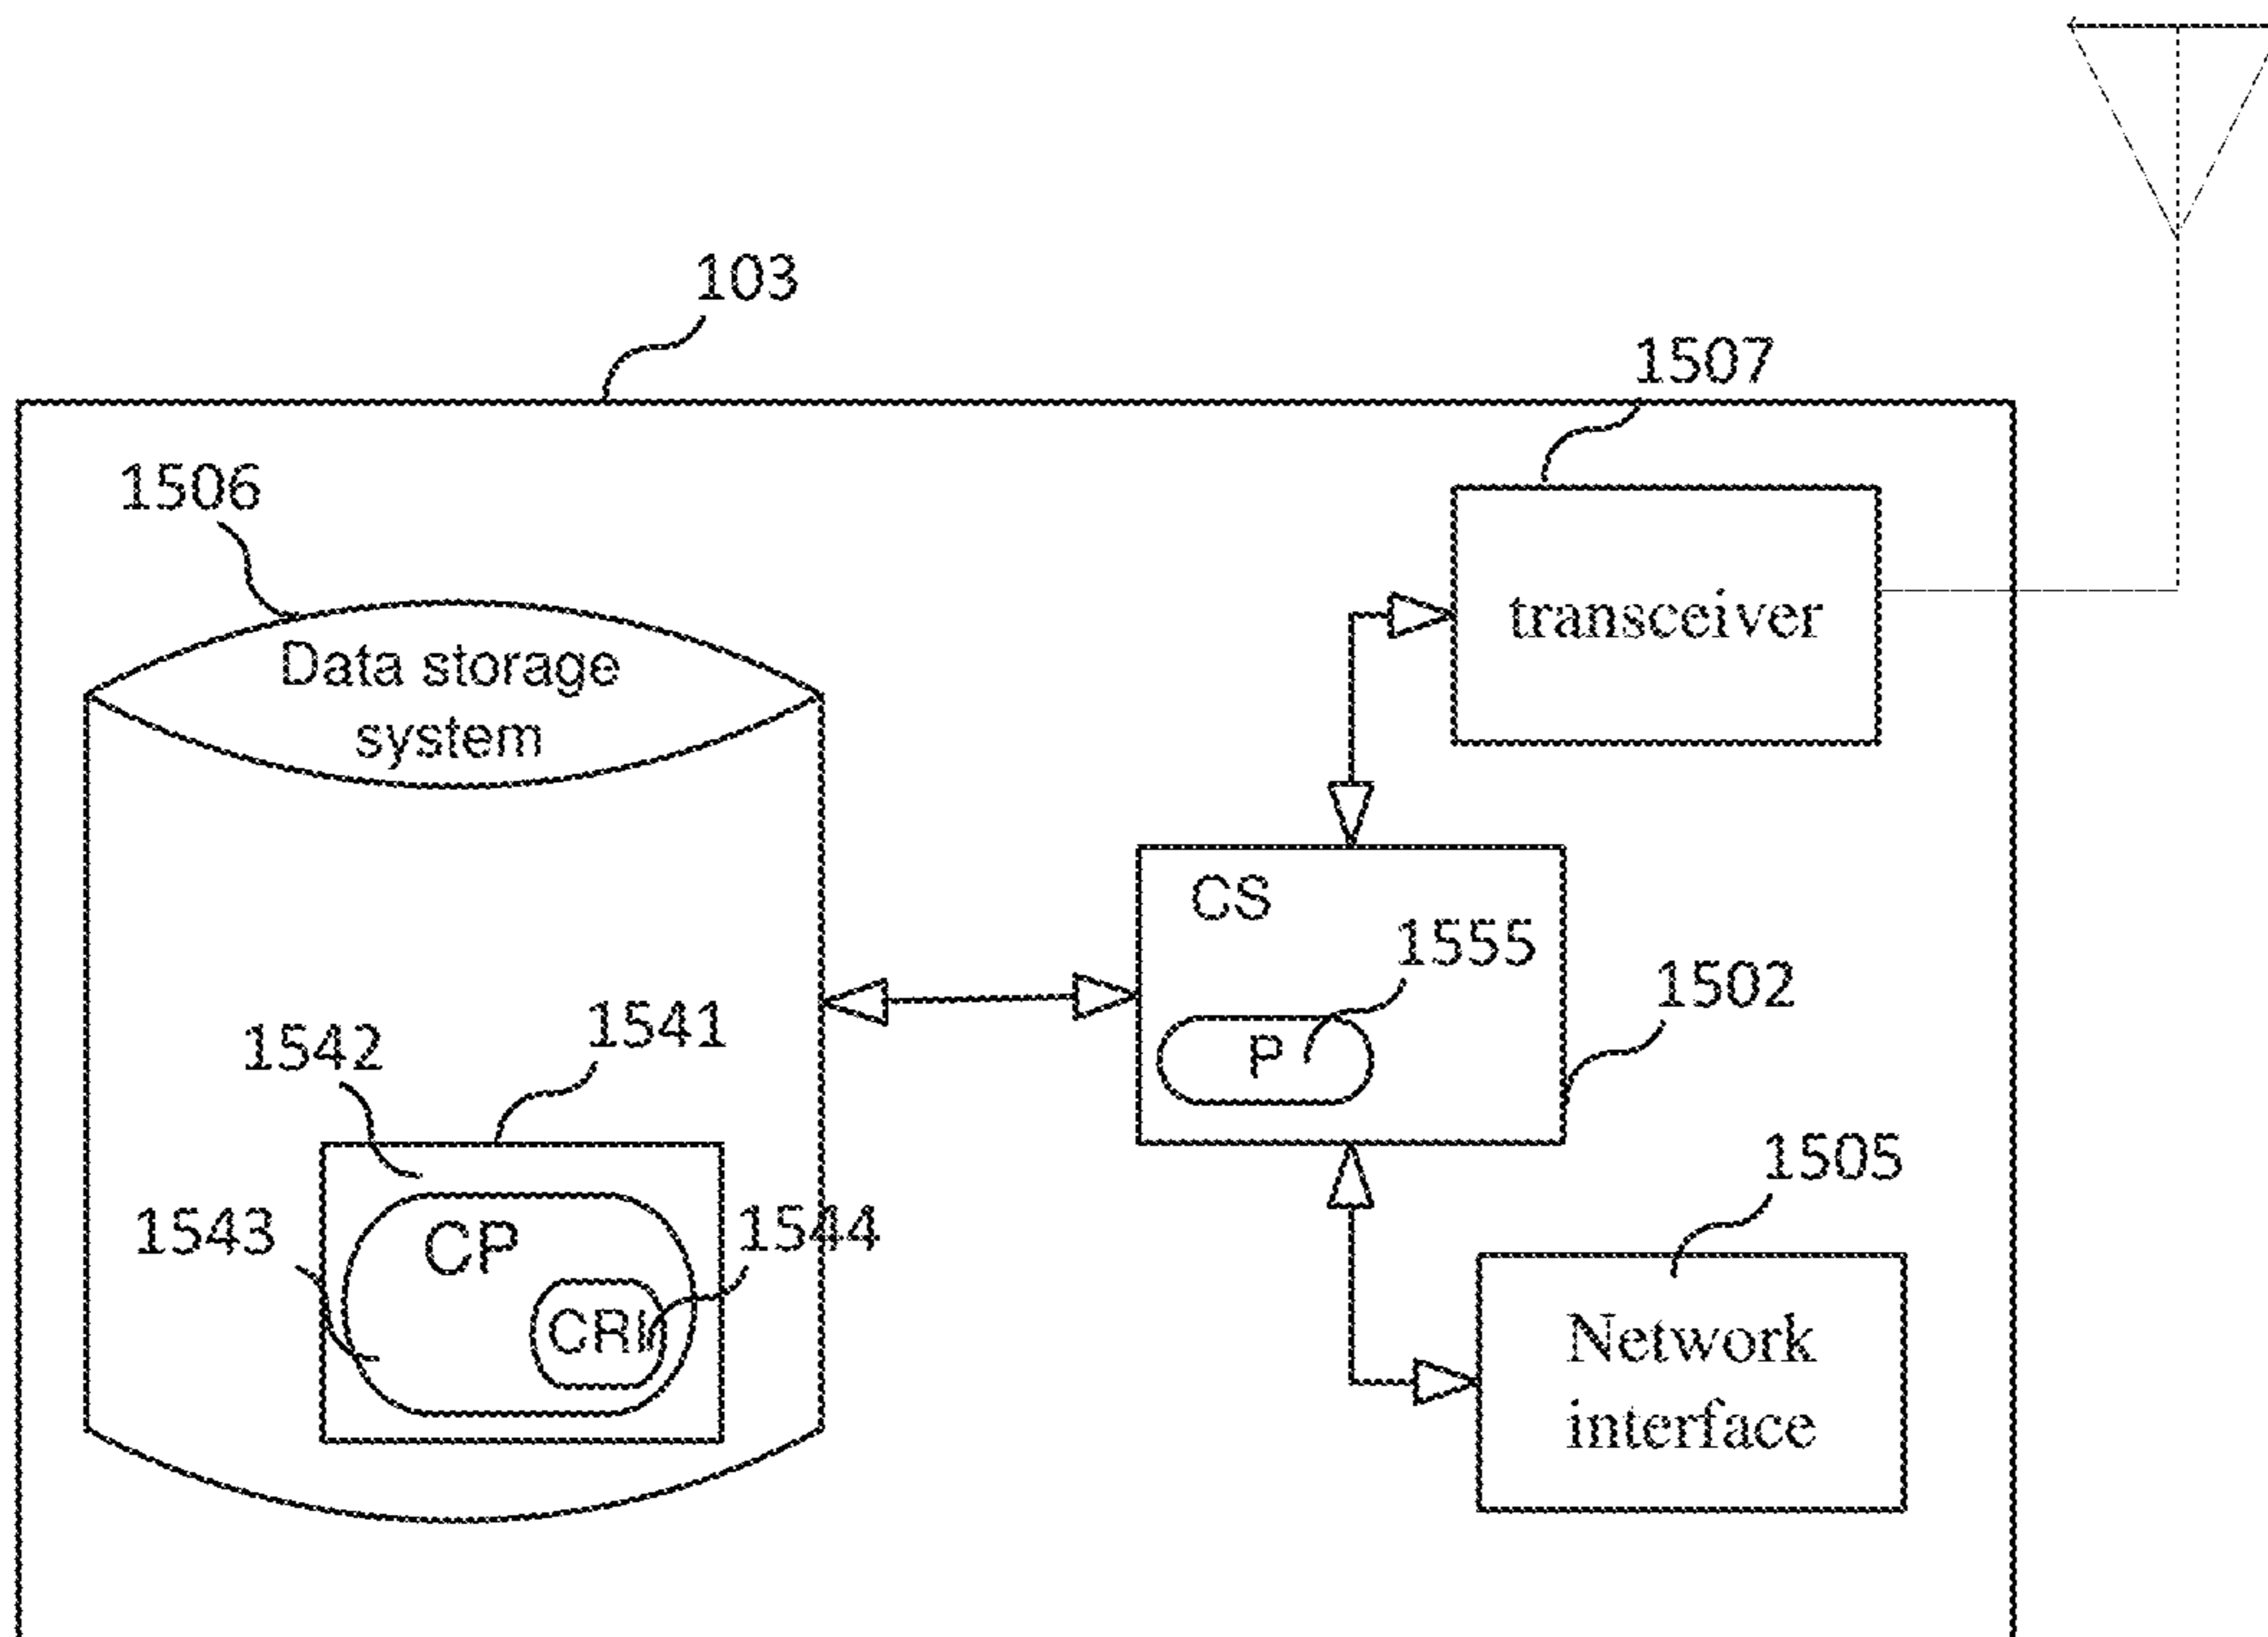 103
1507
1506
transceiver
Data storage
system
CS
1555
1502
1541
1542
P
1505
1543
CP
1544
CRI
Network
interface